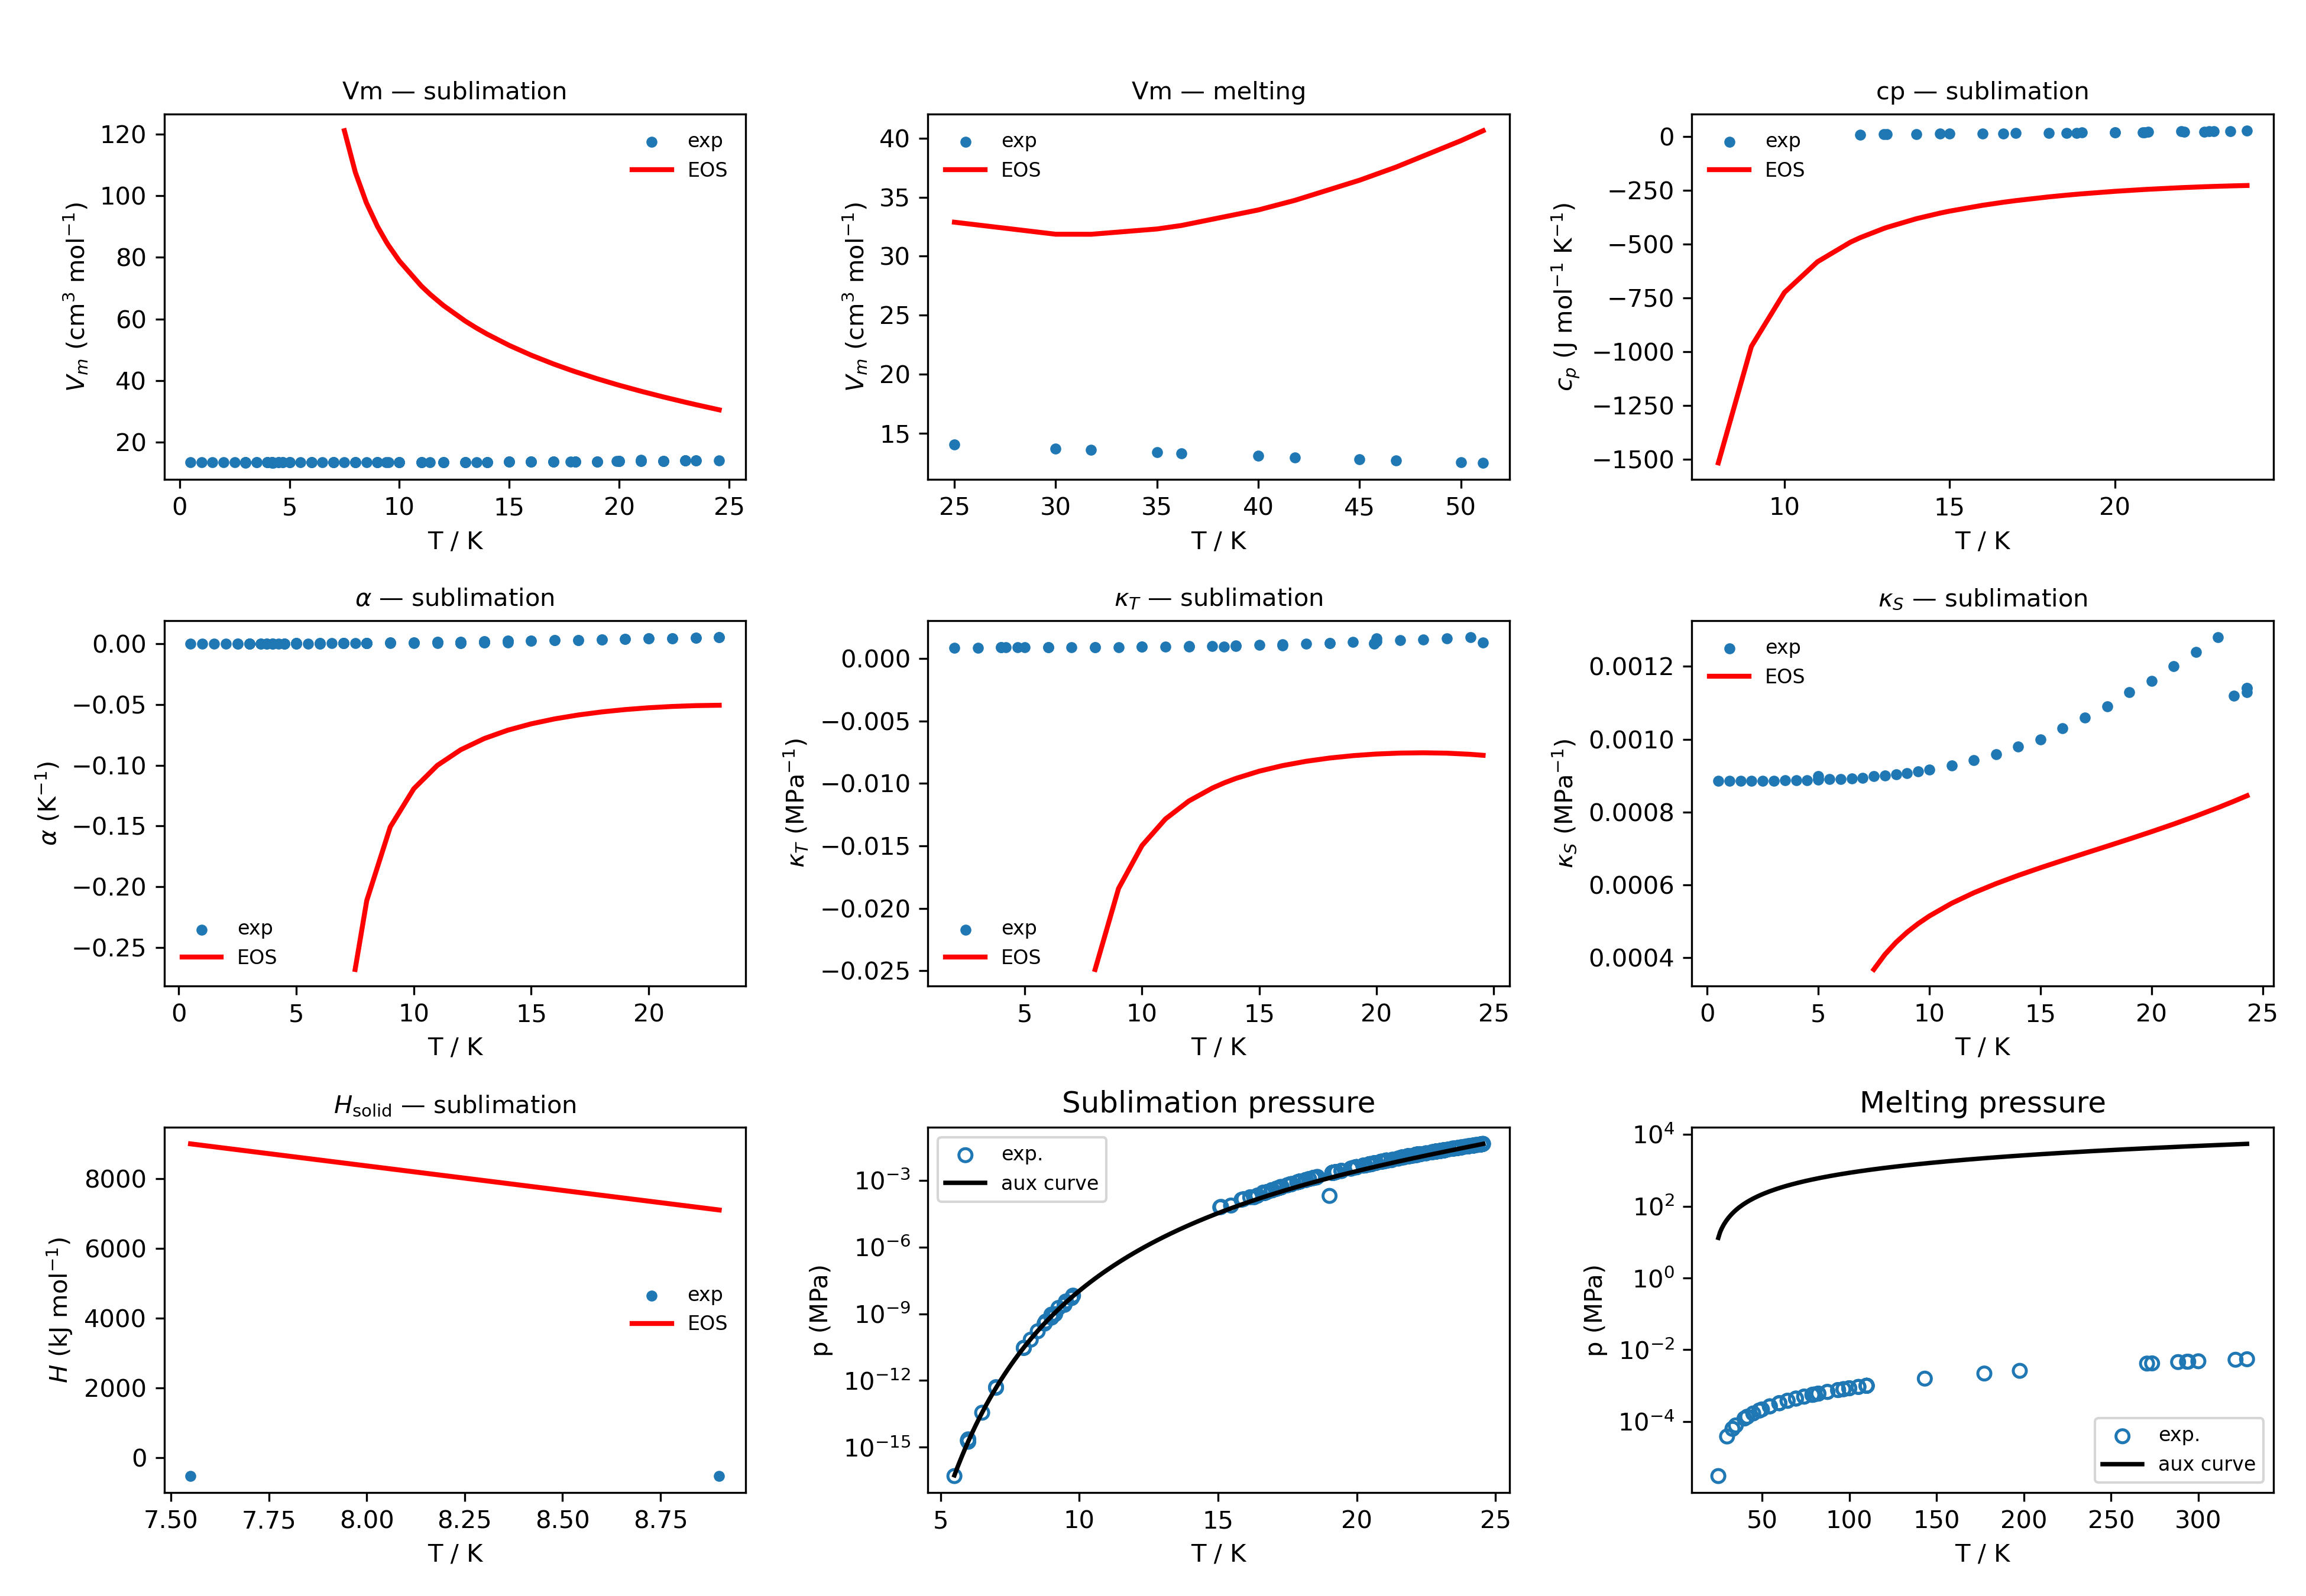 Vm — sublimation
120
100
80
60
40
20
V_m (cm³ mol⁻¹)
exp
EOS
0 5 10 15 20 25
T / K
Vm — melting
40
35
30
25
20
15
V_m (cm³ mol⁻¹)
exp
EOS
25 30 35 40 45 50
T / K
cp — sublimation
0
−250
−500
−750
−1000
−1250
−1500
c_p (J mol⁻¹ K⁻¹)
exp
EOS
10 15 20
T / K
α — sublimation
0.00
−0.05
−0.10
−0.15
−0.20
−0.25
α (K⁻¹)
exp
EOS
0 5 10 15 20
T / K
κ_T — sublimation
0.000
−0.005
−0.010
−0.015
−0.020
−0.025
κ_T (MPa⁻¹)
exp
EOS
5 10 15 20 25
T / K
κ_S — sublimation
0.0012
0.0010
0.0008
0.0006
0.0004
κ_S (MPa⁻¹)
exp
EOS
0 5 10 15 20 25
T / K
H_solid — sublimation
8000
6000
4000
2000
0
H (kJ mol⁻¹)
exp
EOS
7.50 7.75 8.00 8.25 8.50 8.75
T / K
Sublimation pressure
10⁻³
10⁻⁶
10⁻⁹
10⁻¹²
10⁻¹⁵
p (MPa)
exp.
aux curve
5 10 15 20 25
T / K
Melting pressure
10⁴
10²
10⁰
10⁻²
10⁻⁴
p (MPa)
exp.
aux curve
50 100 150 200 250 300
T / K